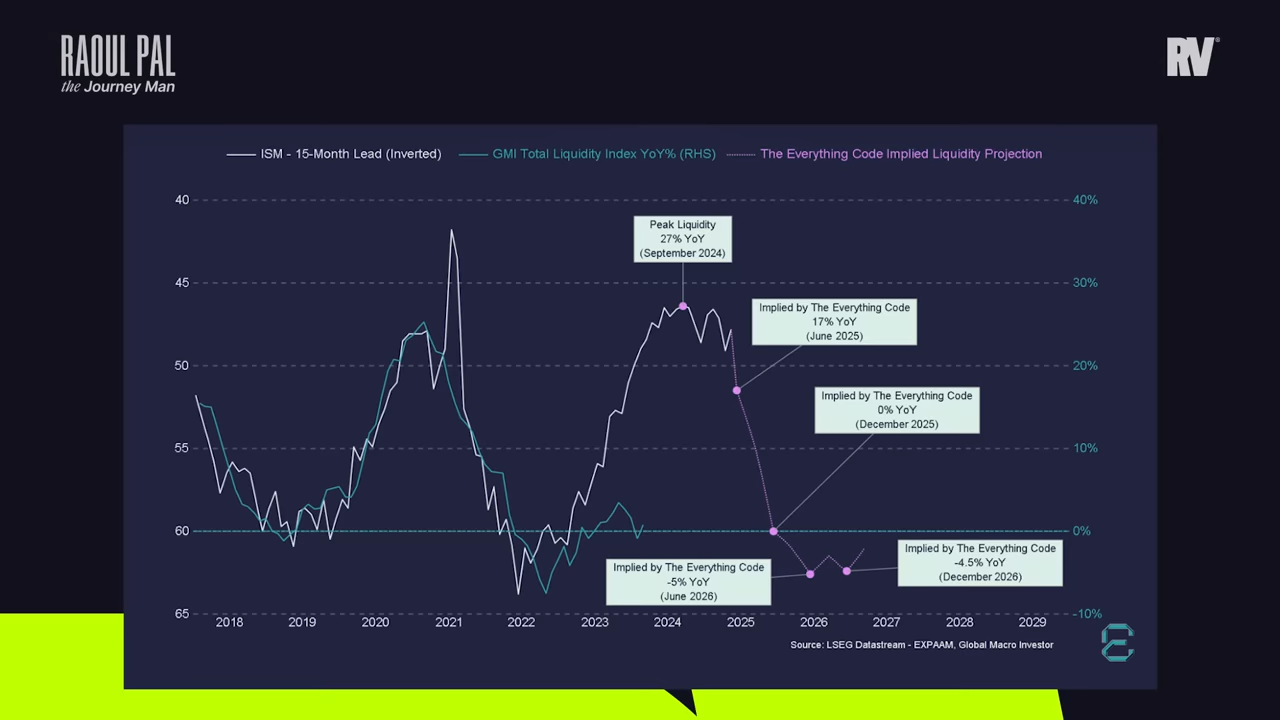 RAOUL PAL
the Journey Man
RV®
ISM - 15-Month Lead (Inverted)
GMI Total Liquidity Index YoY% (RHS)
The Everything Code Implied Liquidity Projection
40
40%
Peak Liquidity
27% YoY
(September 2024)
45
30%
Implied by The Everything Code
17% YoY
(June 2025)
50
20%
Implied by The Everything Code
0% YoY
(December 2025)
55
10%
60
0%
Implied by The Everything Code
-4.5% YoY
(December 2026)
Implied by The Everything Code
-5% YoY
(June 2026)
65
-10%
2018 2019 2020 2021 2022 2023 2024 2025 2026 2027 2028 2029
Source: LSEG Datastream - EXPAAM, Global Macro Investor